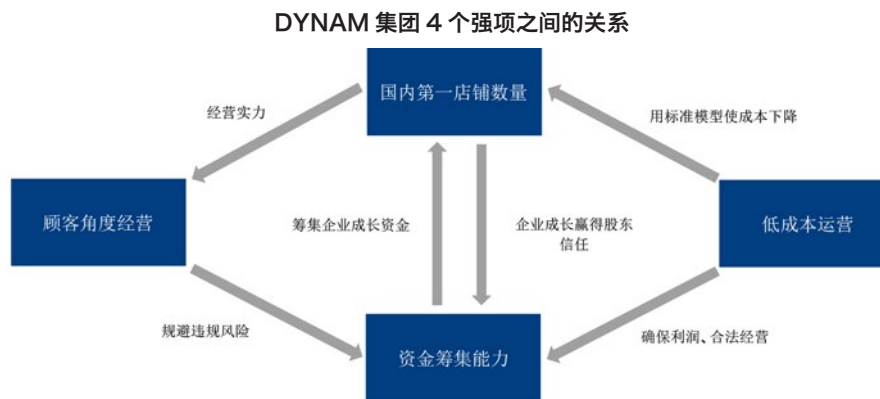 DYNAM 集团 4 个强项之间的关系
国内第一店铺数量
经营实力
用标准模型使成本下降
顾客角度经营
筹集企业成长资金
企业成长赢得股东
信任
低成本运营
规避违规风险
确保利润、合法经营
资金筹集能力